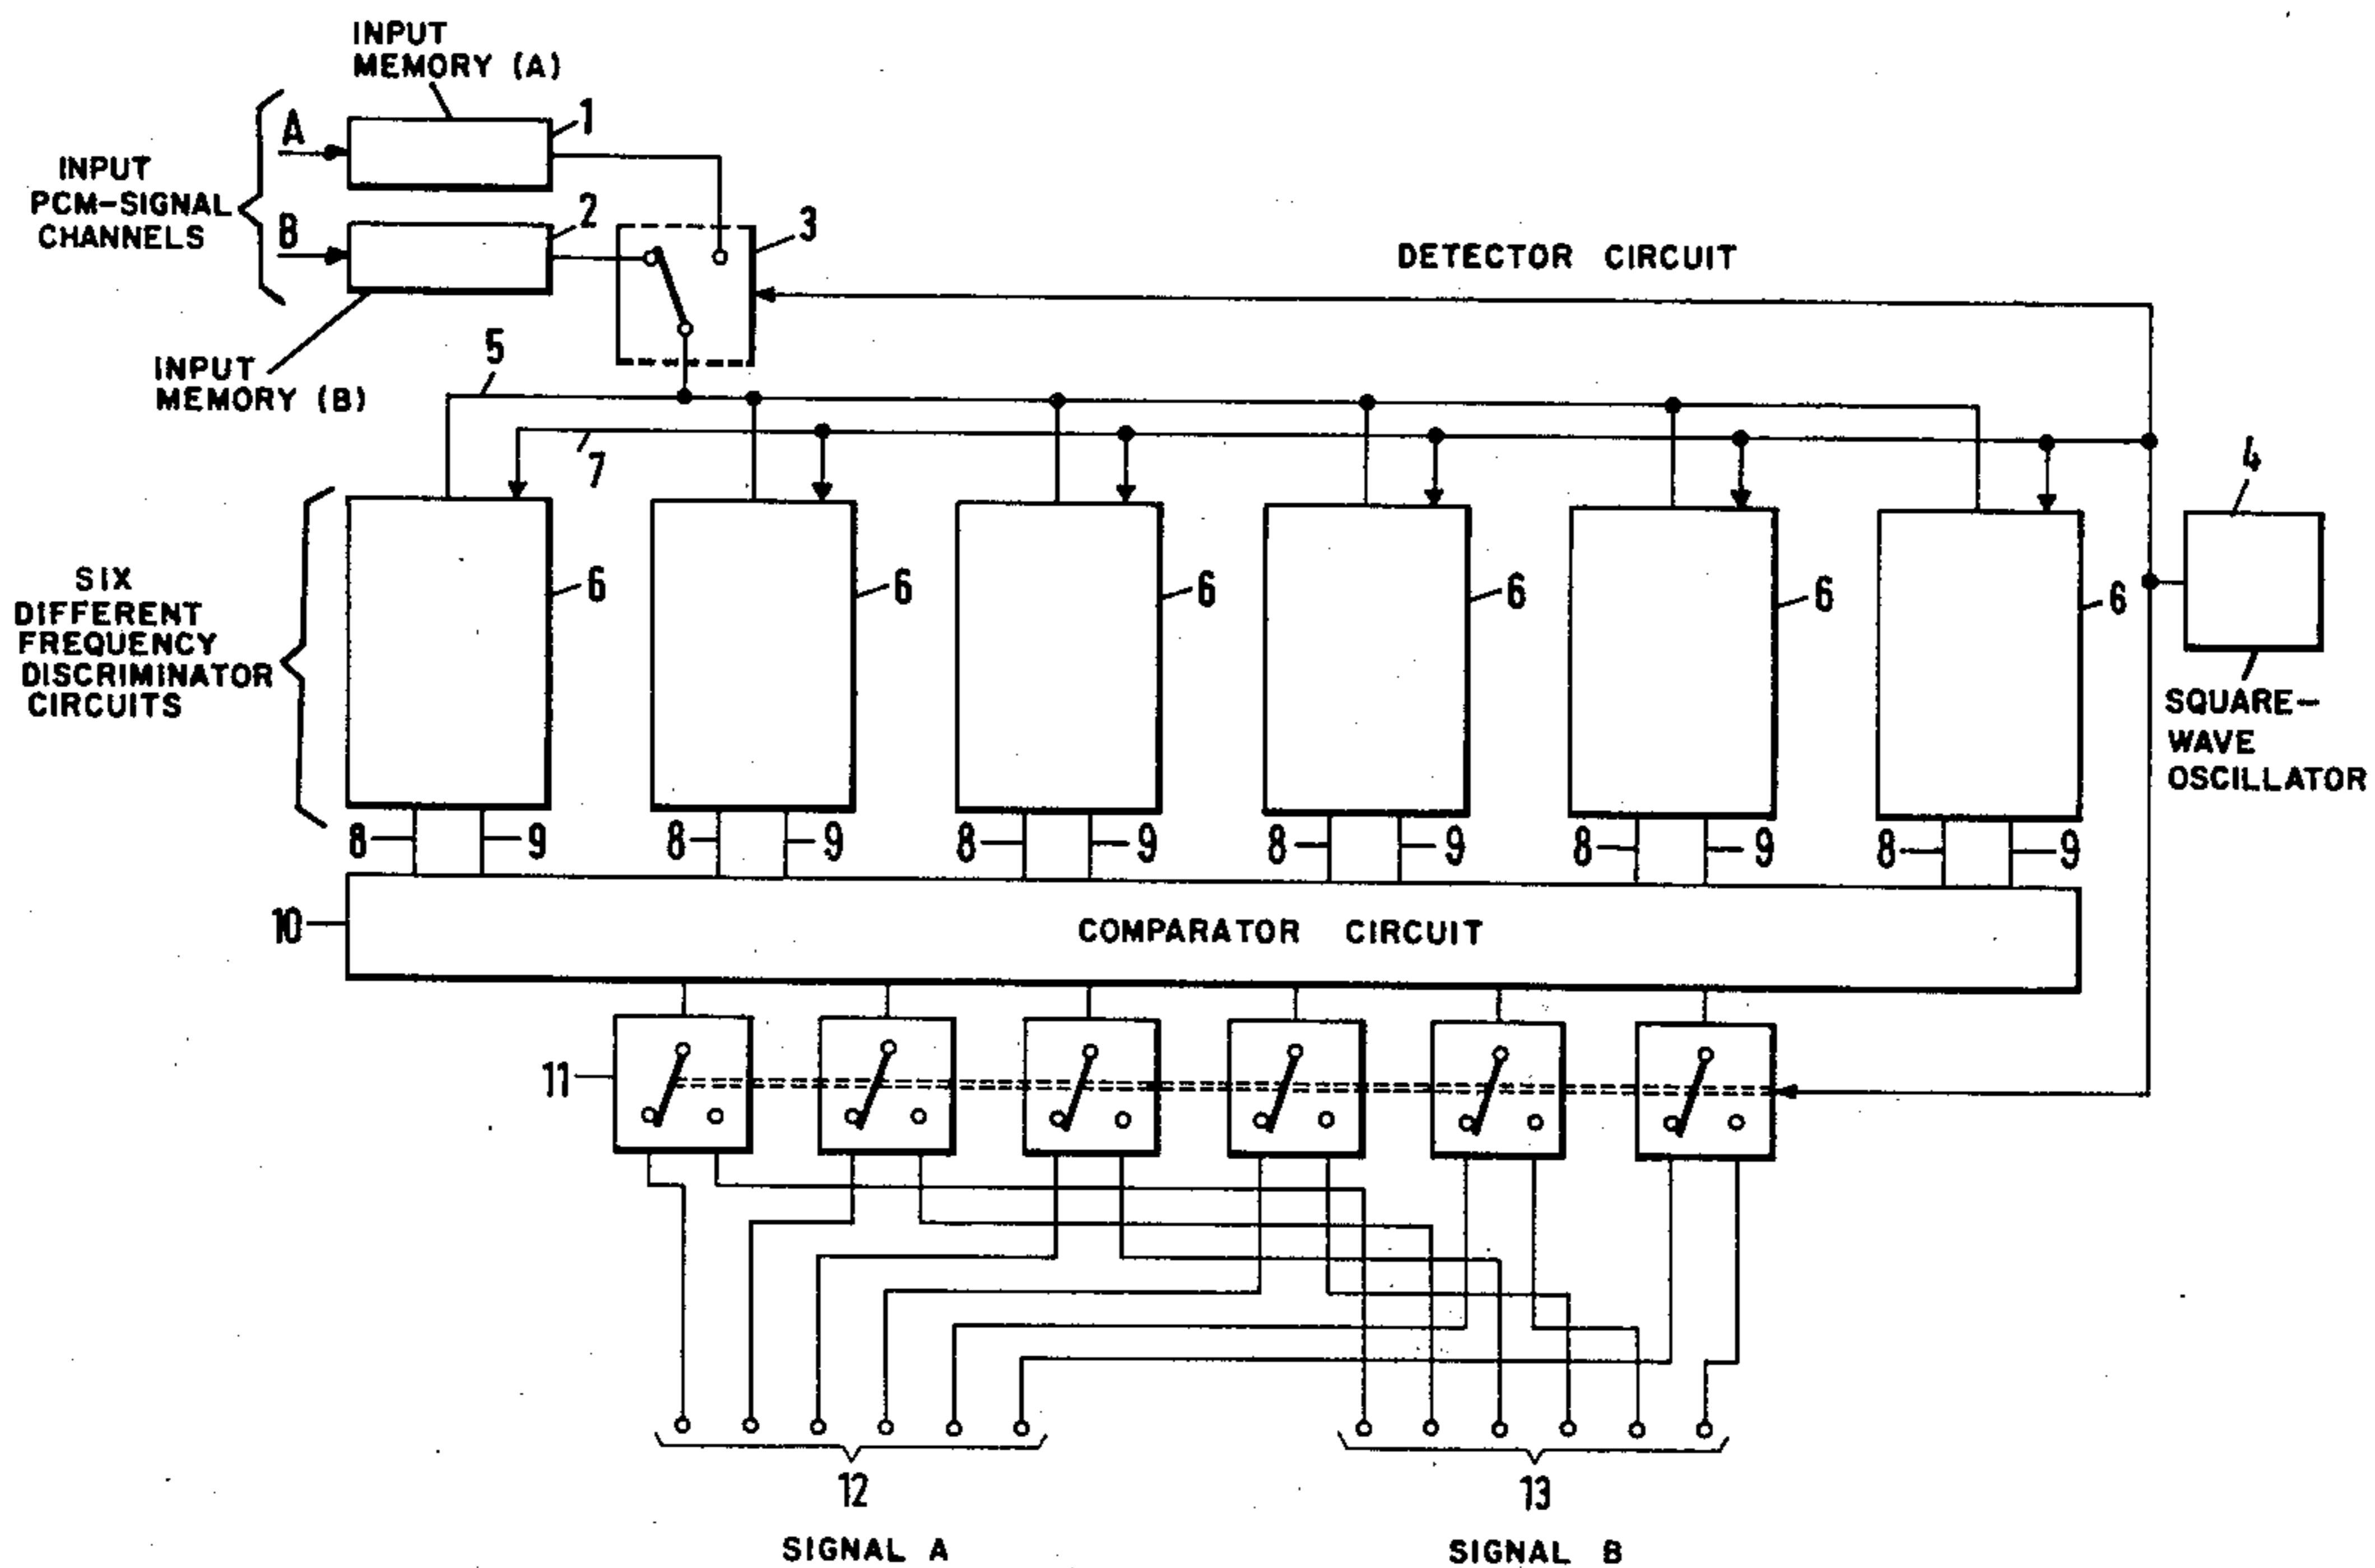 INPUT
MEMORY (A)
A
1
INPUT
PCM-SIGNAL
CHANNELS
B
2
3
DETECTOR CIRCUIT
INPUT
MEMORY (B)
5
7
4
SIX
DIFFERENT
FREQUENCY
DISCRIMINATOR
CIRCUITS
6 6 6 6 6 6
SQUARE-
WAVE
OSCILLATOR
8 9 8 9 8 9 8 9 8 9 8 9
10
COMPARATOR CIRCUIT
11
12 13
SIGNAL A SIGNAL B